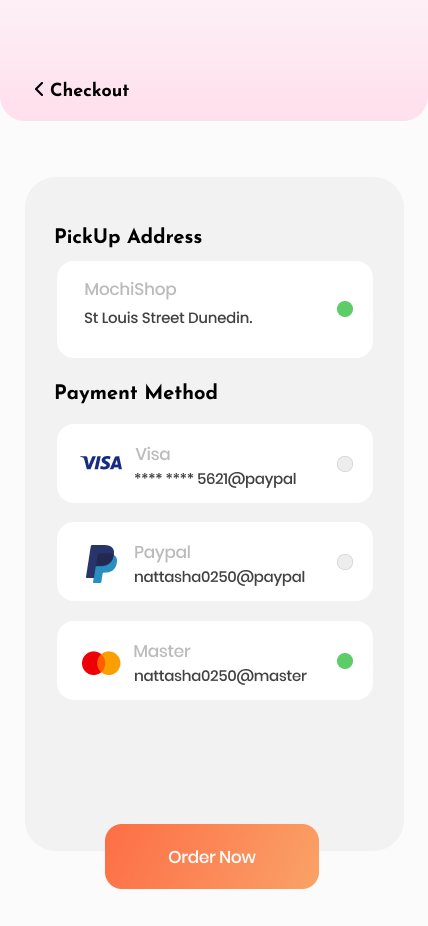 Checkout
PickUp Address
MochiShop
St Louis Street Dunedin.
Payment Method
VISA
Visa
**** **** 5621@paypal
Paypal
nattasha0250@paypal
Master
nattasha0250@master
Order Now